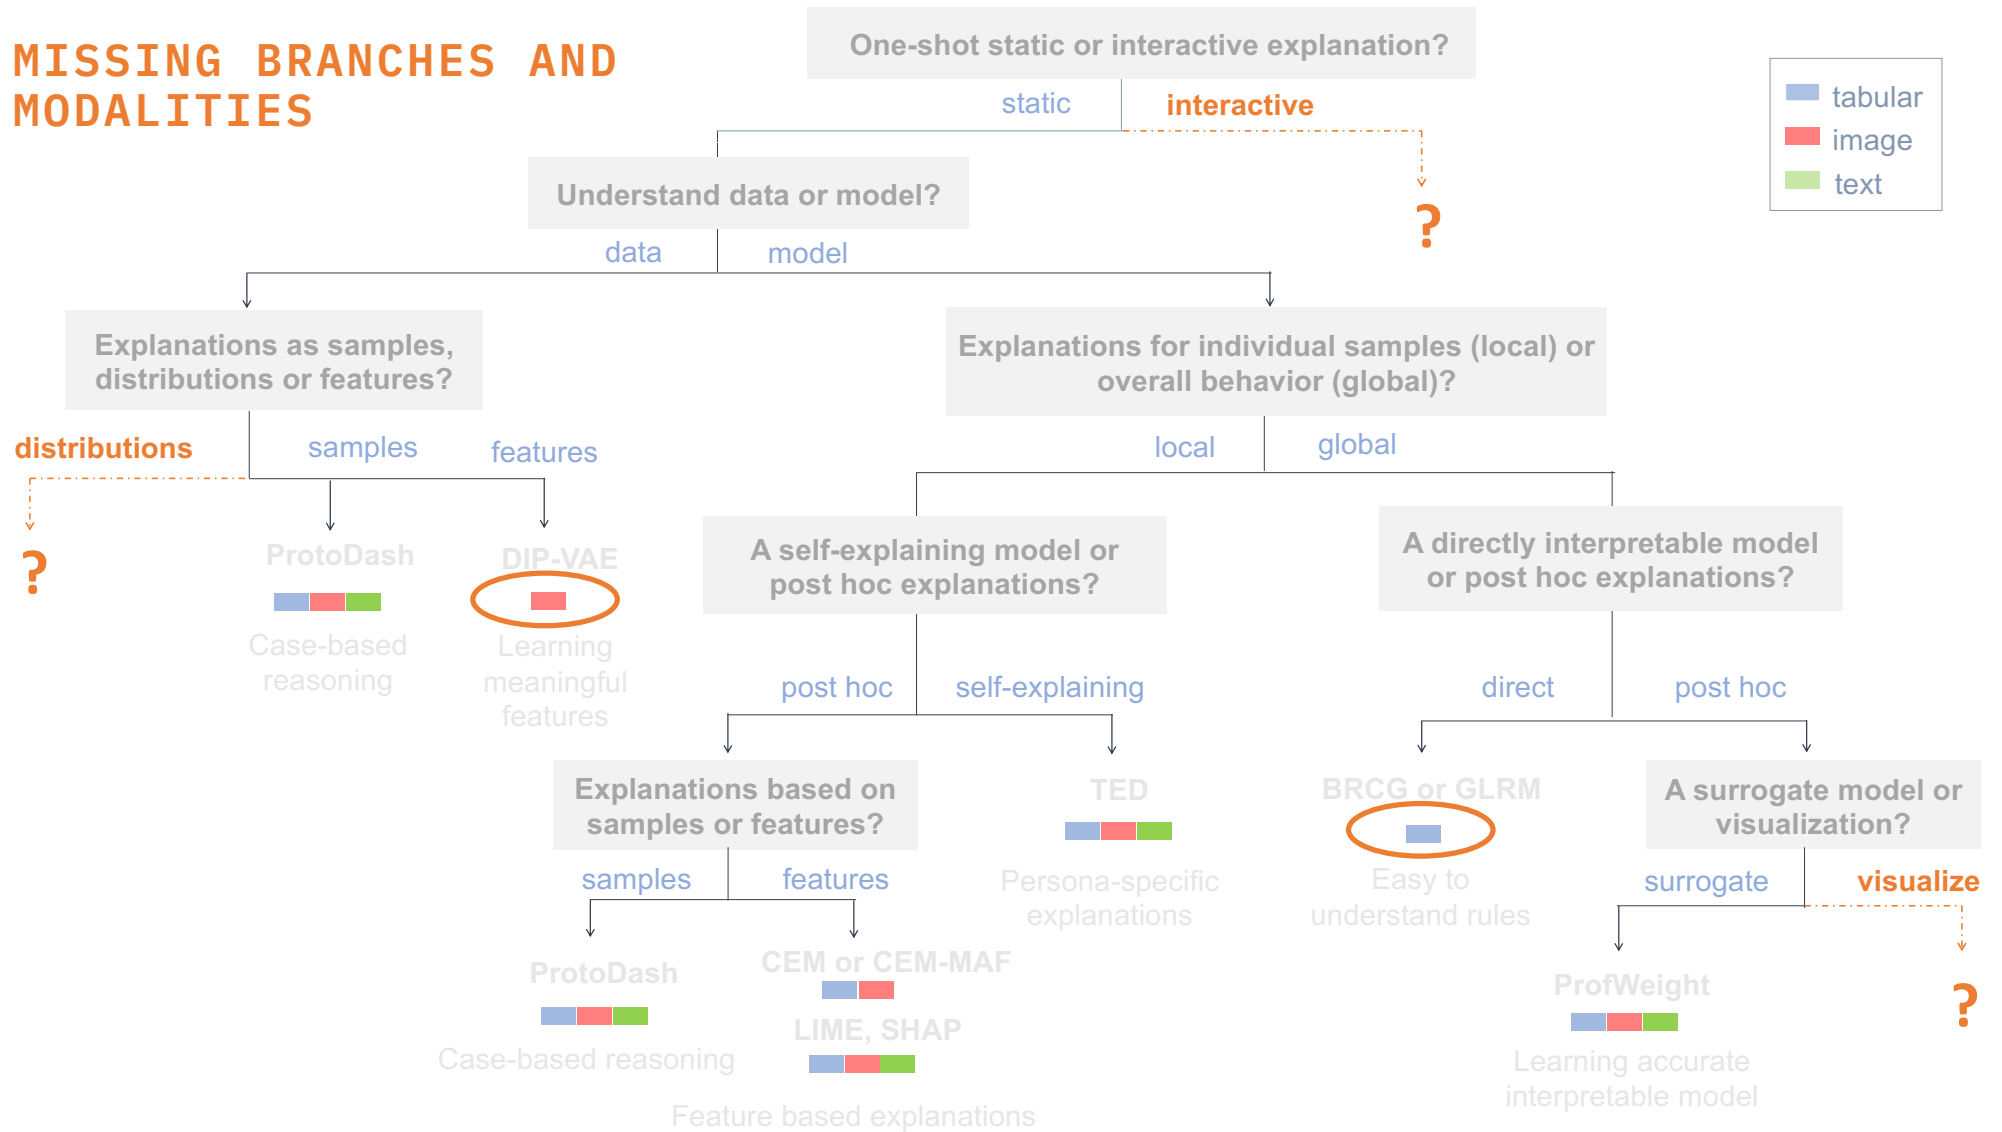 MISSING BRANCHES AND
MODALITIES
One-shot static or interactive explanation?
static
interactive
tabular
image
text
Understand data or model?
?
data
model
Explanations as samples,
distributions or features?
Explanations for individual samples (local) or
overall behavior (global)?
distributions
samples
features
local
global
?
ProtoDash
Case-based
reasoning
DIP-VAE
Learning
meaningful
features
A self-explaining model or
post hoc explanations?
A directly interpretable model
or post hoc explanations?
post hoc
self-explaining
direct
post hoc
Explanations based on
samples or features?
TED
Persona-specific
explanations
BRCG or GLRM
Easy to
understand rules
A surrogate model or
visualization?
samples
features
surrogate
visualize
ProtoDash
Case-based reasoning
CEM or CEM-MAF
LIME, SHAP
Feature based explanations
ProfWeight
Learning accurate
interpretable model
?